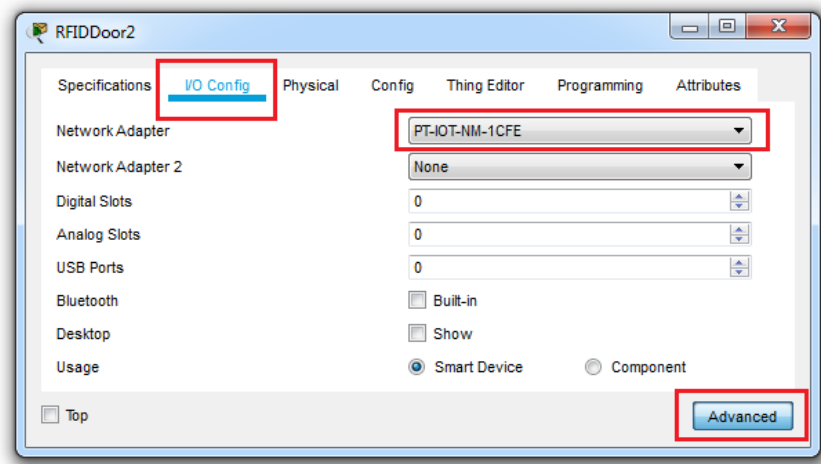 RFIDDoor2
Specifications I/O Config Physical Config Thing Editor Programming Attributes
Network Adapter PT-IOT-NM-1CFE
Network Adapter 2 None
Digital Slots 0
Analog Slots 0
USB Ports 0
Bluetooth Built-in
Desktop Show
Usage Smart Device Component
Top Advanced